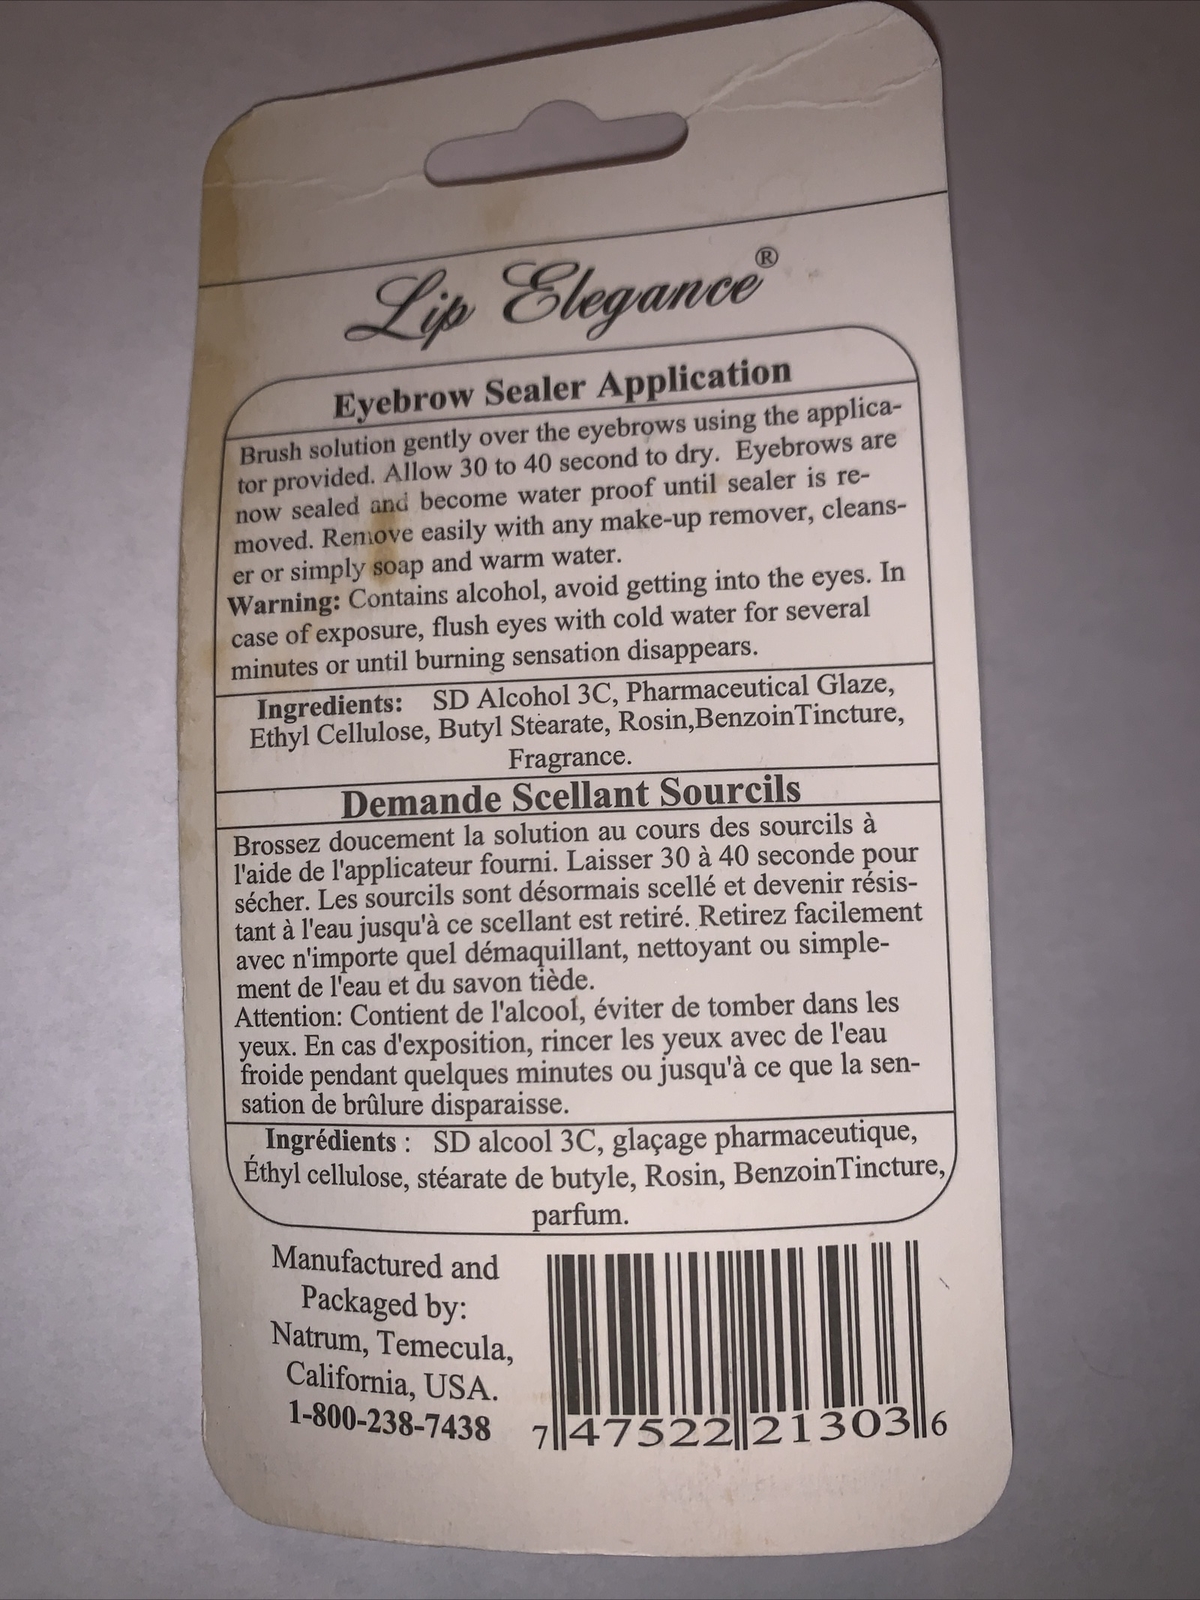 Lip Elegance®
Eyebrow Sealer Application
Brush solution gently over the eyebrows using the applica-
tor provided. Allow 30 to 40 second to dry. Eyebrows are
now sealed and become water proof until sealer is re-
moved. Remove easily with any make-up remover, cleans-
er or simply soap and warm water.
Warning: Contains alcohol, avoid getting into the eyes. In
case of exposure, flush eyes with cold water for several
minutes or until burning sensation disappears.
Ingredients: SD Alcohol 3C, Pharmaceutical Glaze,
Ethyl Cellulose, Butyl Stearate, Rosin,BenzoinTincture,
Fragrance.
Demande Scellant Sourcils
Brossez doucement la solution au cours des sourcils à
l'aide de l'applicateur fourni. Laisser 30 à 40 seconde pour
sécher. Les sourcils sont désormais scellé et devenir résis-
tant à l'eau jusqu'à ce scellant est retiré. Retirez facilement
avec n'importe quel démaquillant, nettoyant ou simple-
ment de l'eau et du savon tiède.
Attention: Contient de l'alcool, éviter de tomber dans les
yeux. En cas d'exposition, rincer les yeux avec de l'eau
froide pendant quelques minutes ou jusqu'à ce que la sen-
sation de brûlure disparaisse.
Ingrédients : SD alcool 3C, glaçage pharmaceutique,
Éthyl cellulose, stéarate de butyle, Rosin, BenzoinTincture,
parfum.
Manufactured and
Packaged by:
Natrum, Temecula,
California, USA.
1-800-238-7438
7 47522 21303 6